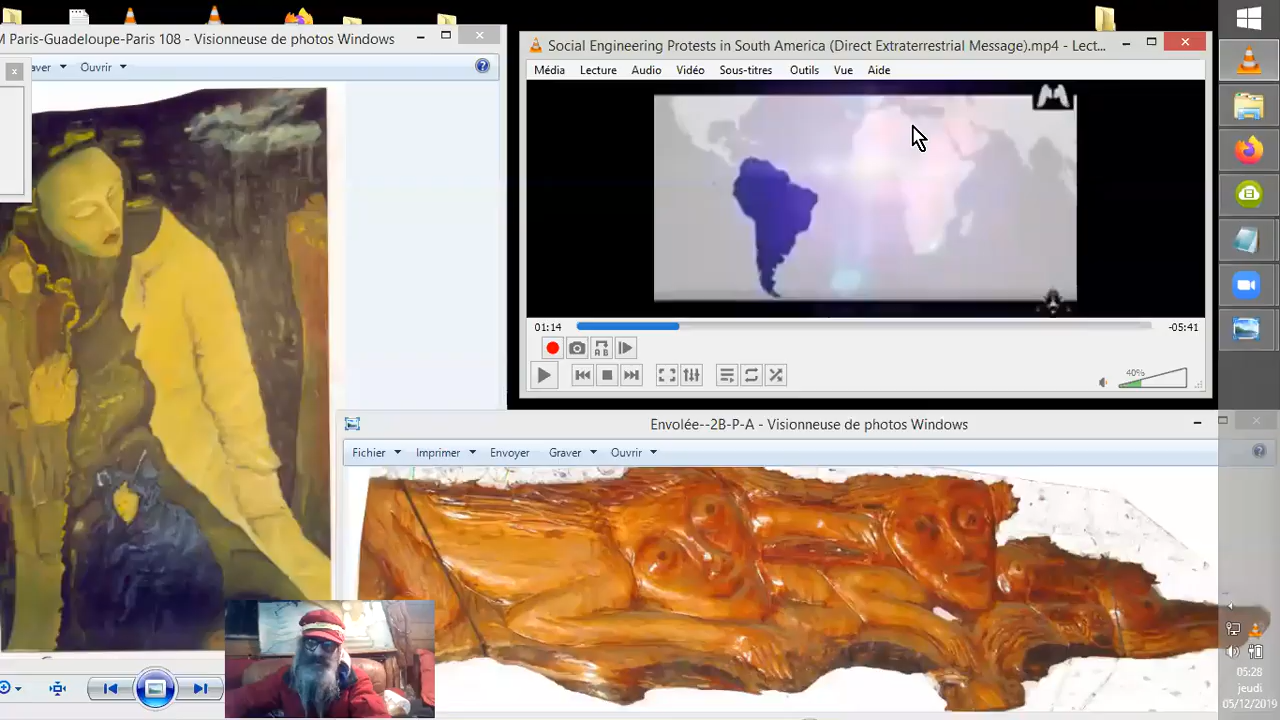 M Paris-Guadeloupe-Paris 108 - Visionneuse de photos Windows
aver Ouvrir
Social Engineering Protests in South America (Direct Extraterrestrial Message).mp4 - Lect...
Média Lecture Audio Vidéo Sous-titres Outils Vue Aide
01:14
-05:41
40%
Envolée--2B-P-A - Visionneuse de photos Windows
Fichier Imprimer Envoyer Graver Ouvrir
05:28
jeudi
05/12/2019